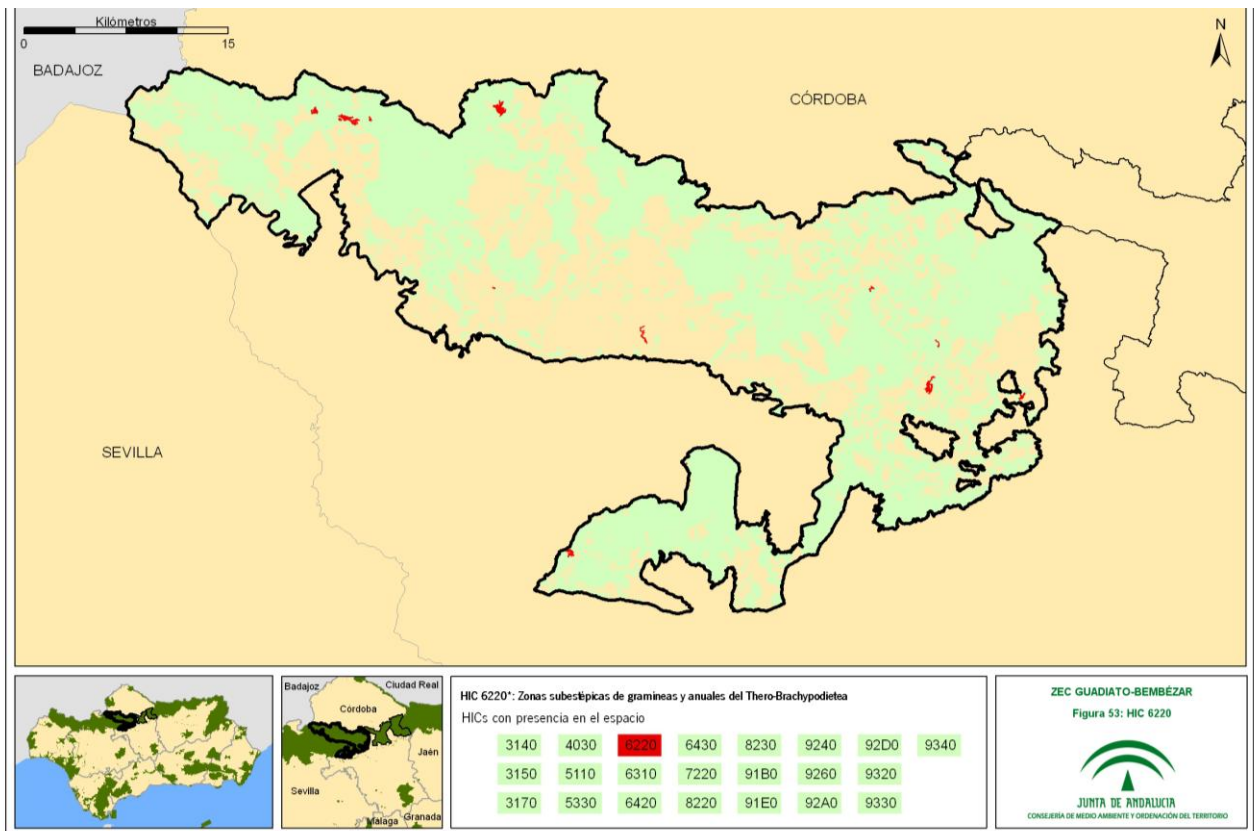 Kilómetros
0 15
BADAJOZ
N
CÓRDOBA
SEVILLA
Badajoz
Ciudad Real
Córdoba
Jaén
Sevilla
Málaga
Granada
HIC 6220*: Zonas subestépicas de gramineas y anuales del Thero-Brachypodietea
HICs con presencia en el espacio
3140 4030 6220 6430 8230 9240 92D0 9340
3150 5110 6310 7220 91B0 9260 9320
3170 5330 6420 8220 91E0 92A0 9330
ZEC GUADIATO-BEMBÉZAR
Figura 53: HIC 6220
JUNTA DE ANDALUCIA
CONSEJERÍA DE MEDIO AMBIENTE Y ORDENACIÓN DEL TERRITORIO